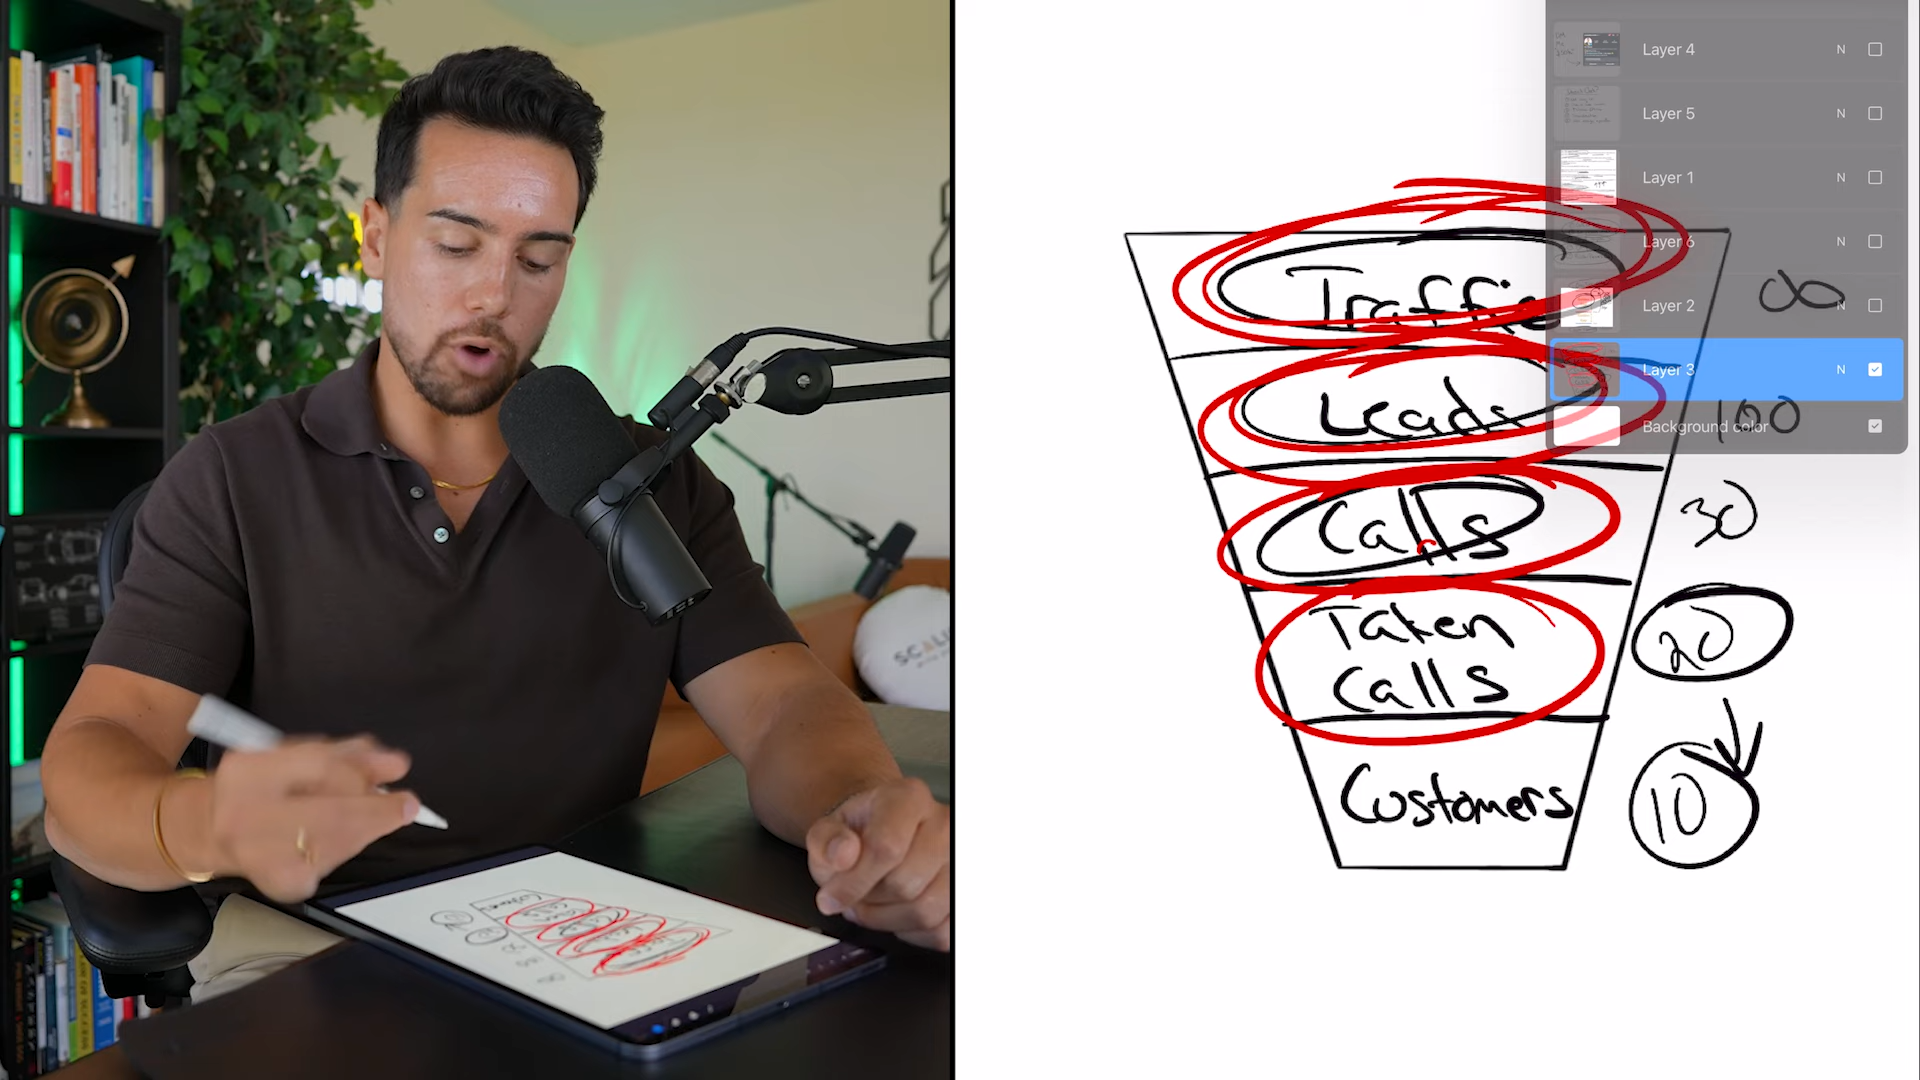 Layer 4 N
Layer 5 N
Layer 1 N
Layer 6 N
Layer 2 N
Layer 3 N
Background color
Traffic ∞
Leads 100
Calls 30
Taken
Calls 20
Customers 10